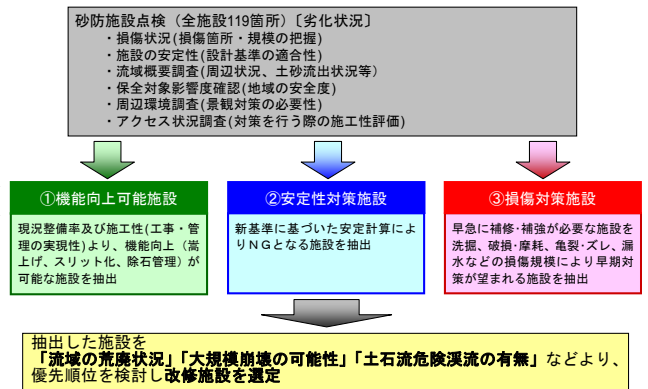 砂防施設点検（全施設119箇所）〔劣化状況〕
・損傷状況(損傷箇所・規模の把握)
・施設の安定性(設計基準の適合性)
・流域概要調査(周辺状況、土砂流出状況等)
・保全対象影響度確認(地域の安全度)
・周辺環境調査(景観対策の必要性)
・アクセス状況調査(対策を行う際の施工性評価)
①機能向上可能施設
現況整備率及び施工性(工事・管
理の実現性)より、機能向上（嵩
上げ、スリット化、除石管理）が
可能な施設を抽出
②安定性対策施設
新基準に基づいた安定計算によ
りＮＧとなる施設を抽出
③損傷対策施設
早急に補修･補強が必要な施設を
洗掘、破損･摩耗、亀裂･ズレ、漏
水などの損傷規模により早期対
策が望まれる施設を抽出
抽出した施設を
「流域の荒廃状況」「大規模崩壊の可能性」「土石流危険渓流の有無」などより、
優先順位を検討し改修施設を選定